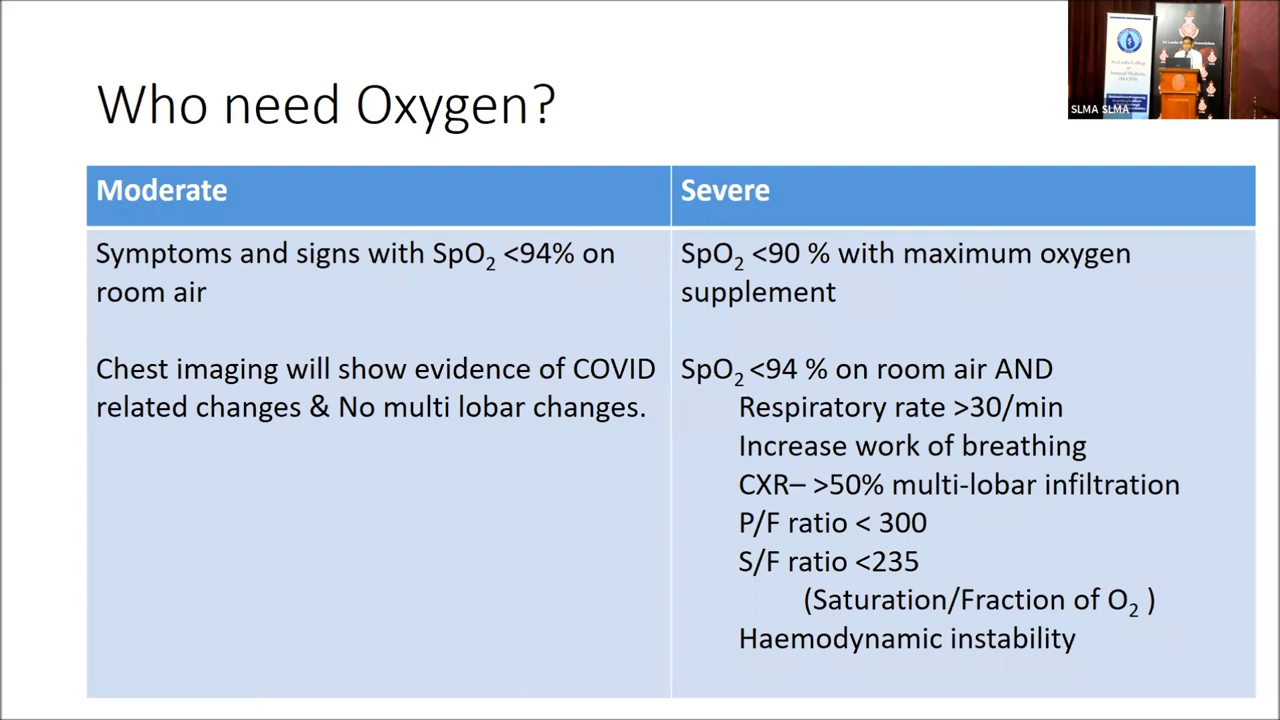 Who need Oxygen?
SLMA SLMA
Moderate
Symptoms and signs with SpO2 <94% on
room air
Chest imaging will show evidence of COVID
related changes & No multi lobar changes.
Severe
SpO2 <90 % with maximum oxygen
supplement
SpO2 <94 % on room air AND
Respiratory rate >30/min
Increase work of breathing
CXR– >50% multi-lobar infiltration
P/F ratio < 300
S/F ratio <235
(Saturation/Fraction of O2 )
Haemodynamic instability